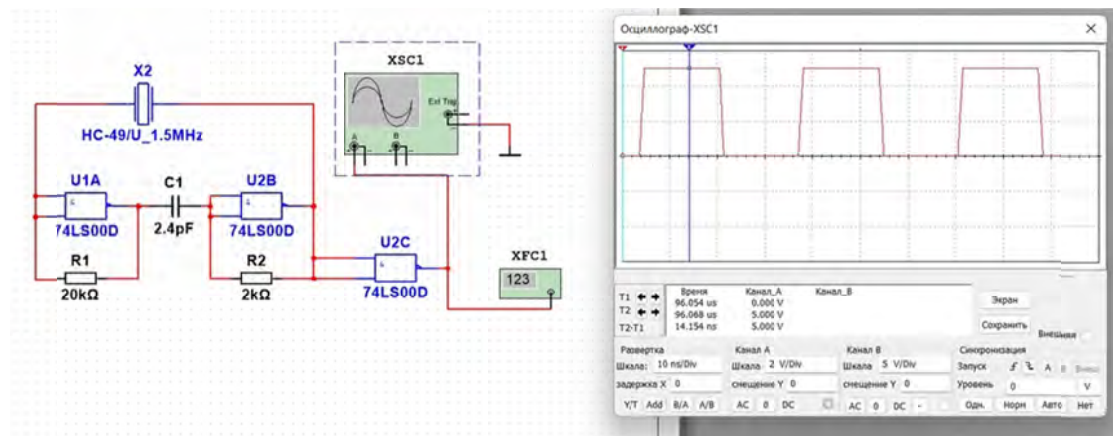 X2
HC-49/U_1.5MHz
U1A
&
74LS00D
R1
20kΩ
C1
2.4pF
U2B
&
74LS00D
R2
2kΩ
U2C
&
74LS00D
XSC1
Ext Trig
A
B
XFC1
123
Осциллограф-XSC1
Время Канал_A Канал_B
T1 96.054 us 0.000 V
T2 96.068 us 5.000 V
T2-T1 14.154 ns 5.000 V
Экран
Сохранить
Внешняя
Развертка
Шкала: 10 ns/Div
задержка X 0
Y/T Add B/A A/B
Канал A
Шкала 2 V/Div
смещение Y 0
AC 0 DC
Канал B
Шкала 5 V/Div
смещение Y 0
AC 0 DC -
Синхронизация
Запуск A B
Уровень 0 V
Одн. Норм Авто Нет